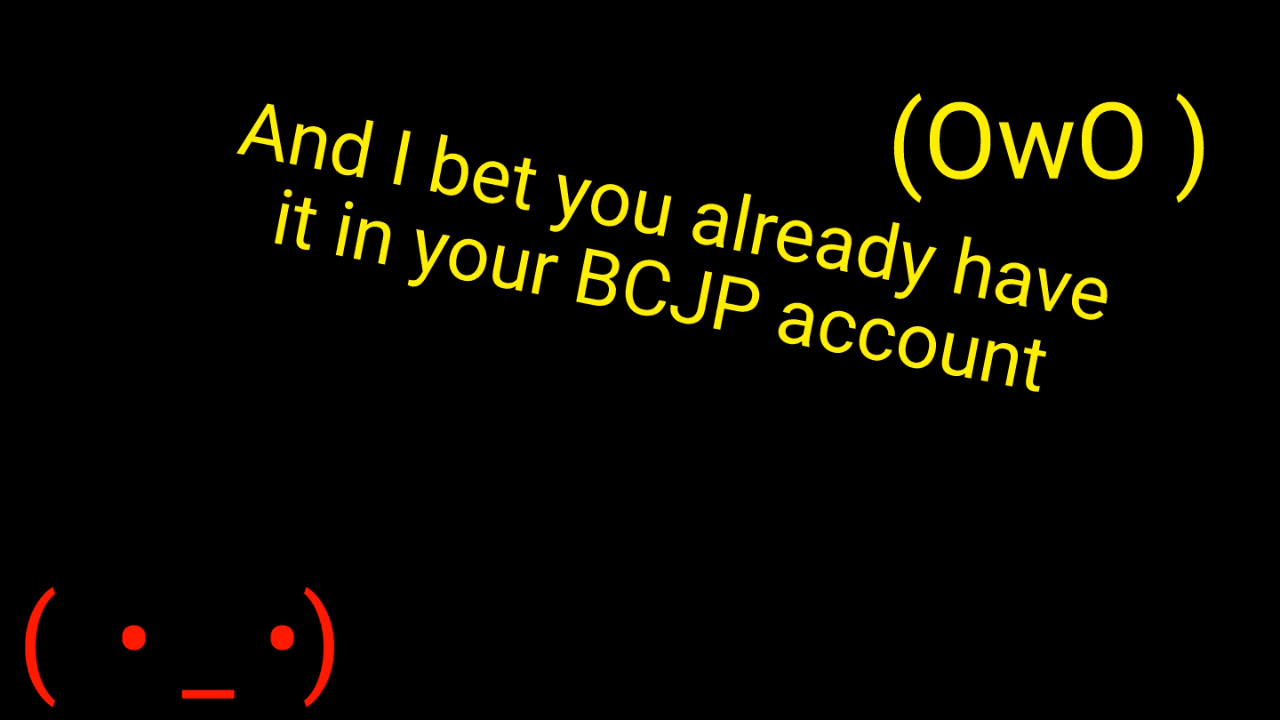 (OwO )
And I bet you already have
it in your BCJP account
( •_•)